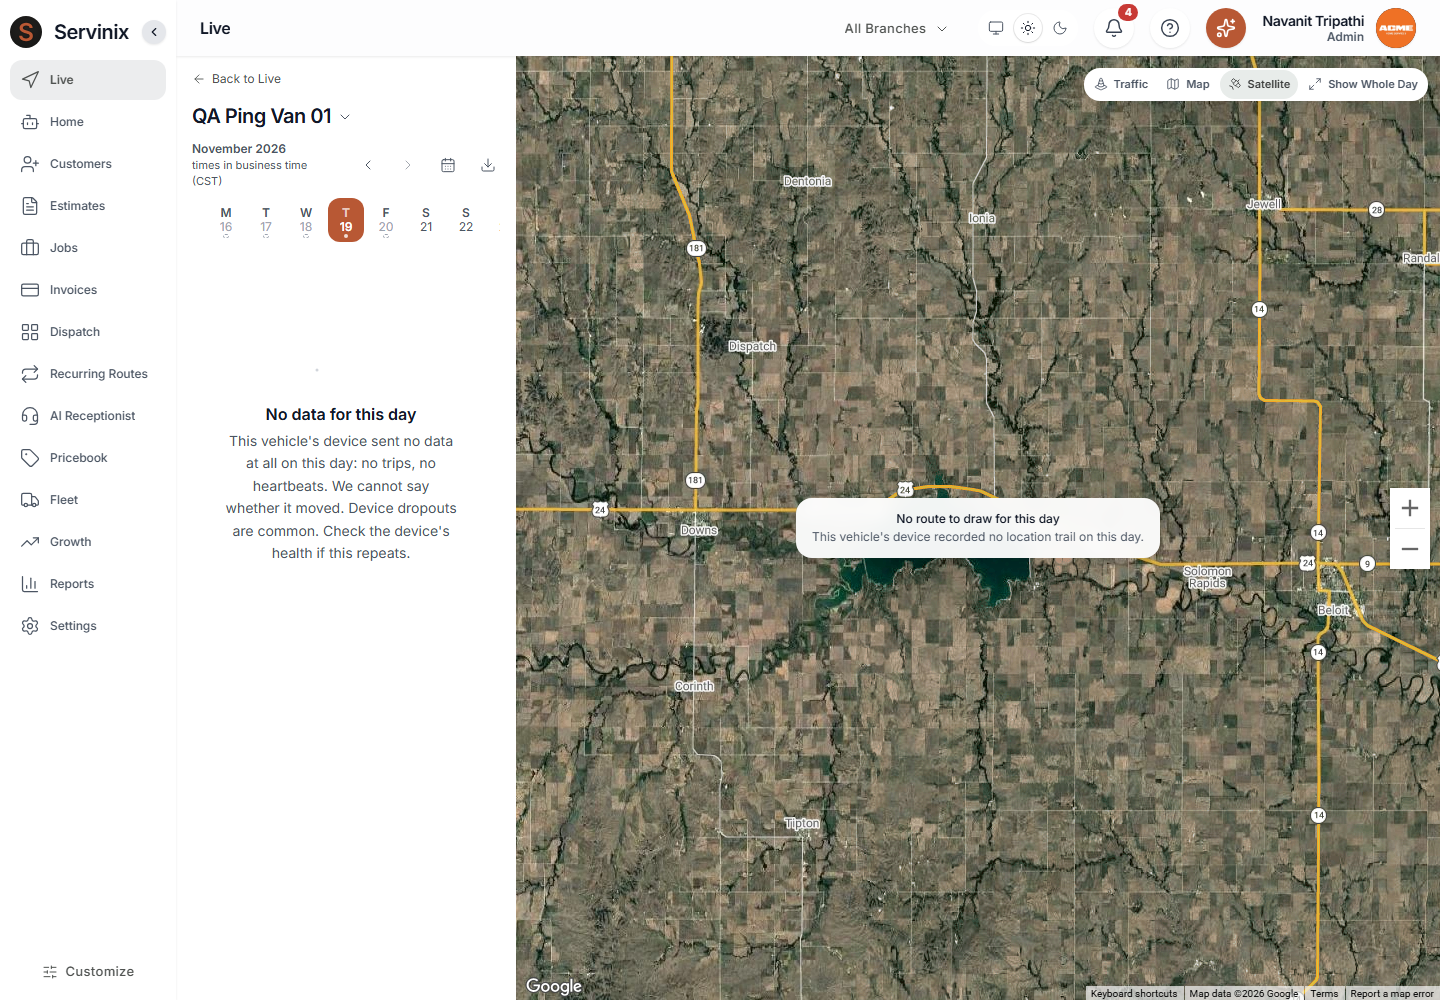 Servinix
Live
Home
Customers
Estimates
Jobs
Invoices
Dispatch
Recurring Routes
AI Receptionist
Pricebook
Fleet
Growth
Reports
Settings
Customize
Live
All Branches
4
Navanit Tripathi
Admin
ACME
Back to Live
QA Ping Van 01
November 2026
times in business time
(CST)
M T W T F S S
16 17 18 19 20 21 22
No data for this day
This vehicle's device sent no data
at all on this day: no trips, no
heartbeats. We cannot say
whether it moved. Device dropouts
are common. Check the device's
health if this repeats.
Traffic Map Satellite Show Whole Day
Dentonia
Ionia
Jewell
28
181
Randal
14
Dispatch
181
24
24
Downs
No route to draw for this day
This vehicle's device recorded no location trail on this day.
14
24
9
Solomon
Rapids
Beloit
14
Corinth
14
Tipton
Google
Keyboard shortcuts Map data ©2026 Google Terms Report a map error